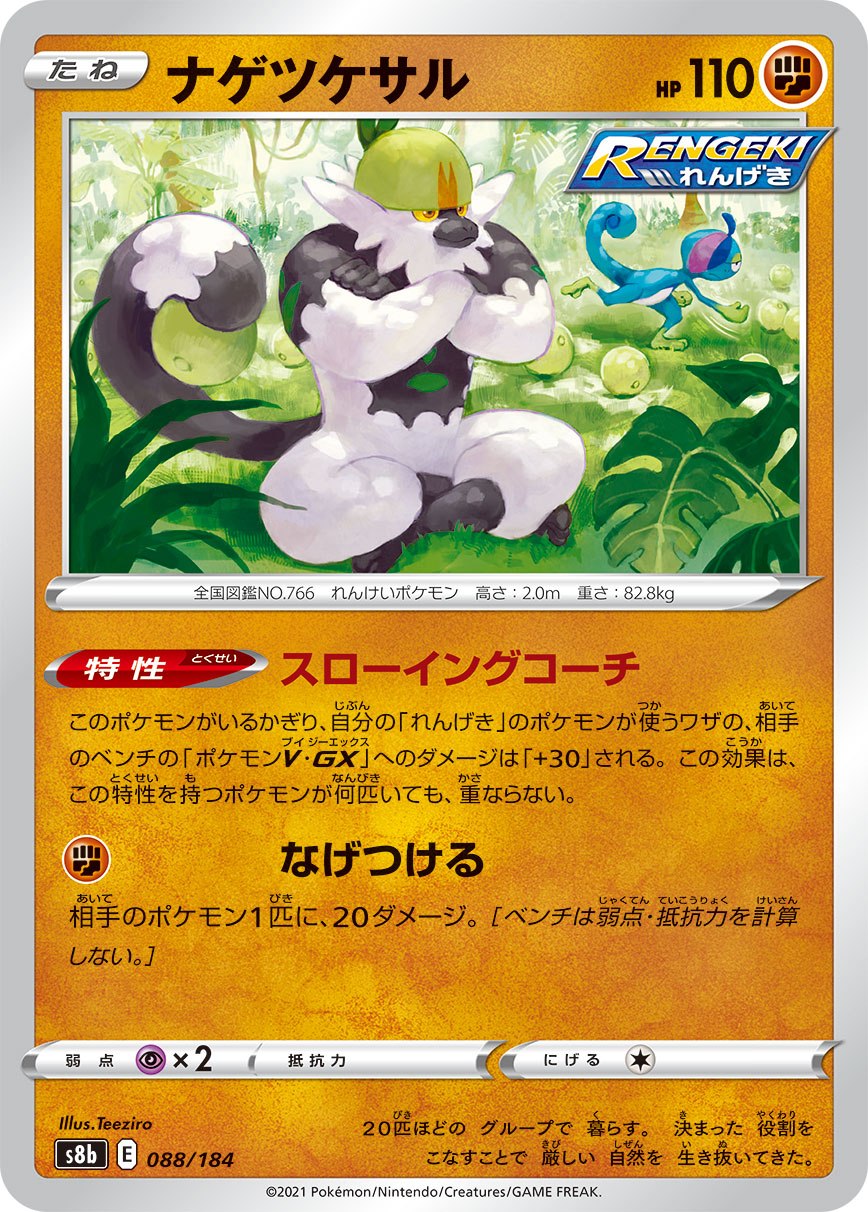 たね ナゲツケサル HP 110
RENGEKI
れんげき
全国図鑑NO.766 れんけいポケモン 高さ：2.0m 重さ：82.8kg
特性 とくせい スローイングコーチ
このポケモンがいるかぎり、自分の「れんげき」のポケモンが使うワザの、相手
のベンチの「ポケモンV・GX」へのダメージは「+30」される。この効果は、
この特性を持つポケモンが何匹いても、重ならない。
なげつける
相手のポケモン1匹に、20ダメージ。［ベンチは弱点・抵抗力を計算
しない。］
弱点 ×2 抵抗力 にげる
Illus.Teeziro
20匹ほどの グループで 暮らす。 決まった 役割を
s8b E 088/184
こなすことで 厳しい 自然を 生き抜いてきた。
©2021 Pokémon/Nintendo/Creatures/GAME FREAK.